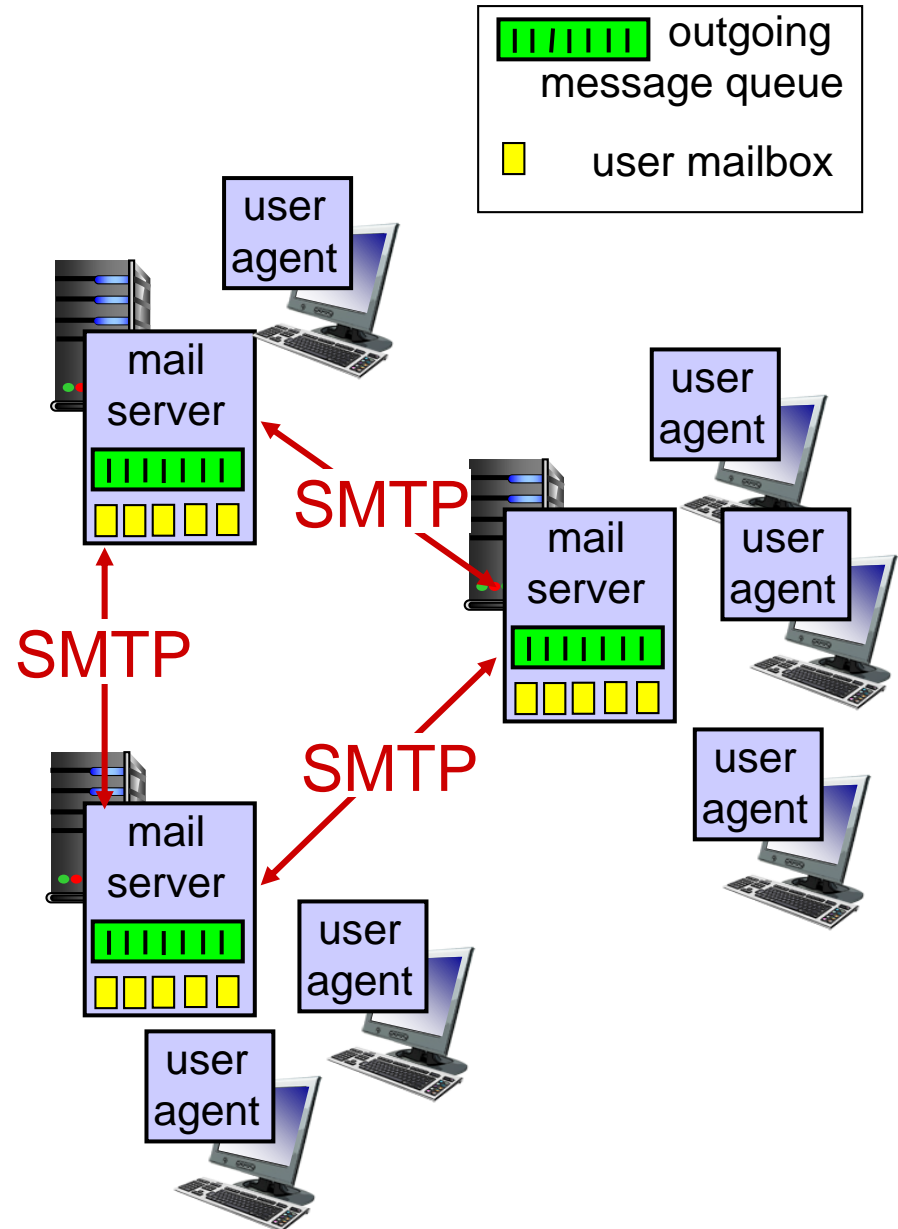 outgoing
message queue
user mailbox
user
agent
mail
server
user
agent
SMTP
mail
server
user
agent
SMTP
SMTP
user
agent
mail
server
user
agent
user
agent